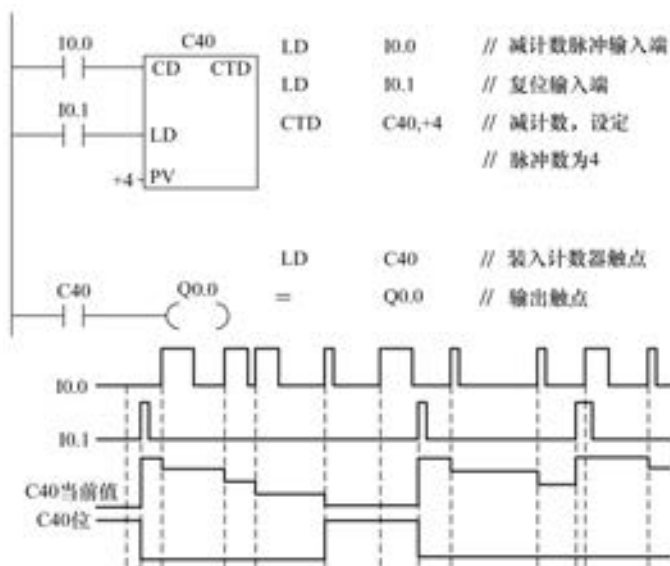 I0.0
C40
CD CTD
I0.1
LD
+4 PV
LD I0.0 // 减计数脉冲输入端
LD I0.1 // 复位输入端
CTD C40,+4 // 减计数，设定
// 脉冲数为4
C40
Q0.0
LD C40 // 装入计数器触点
= Q0.0 // 输出触点
I0.0
I0.1
C40当前值
C40位